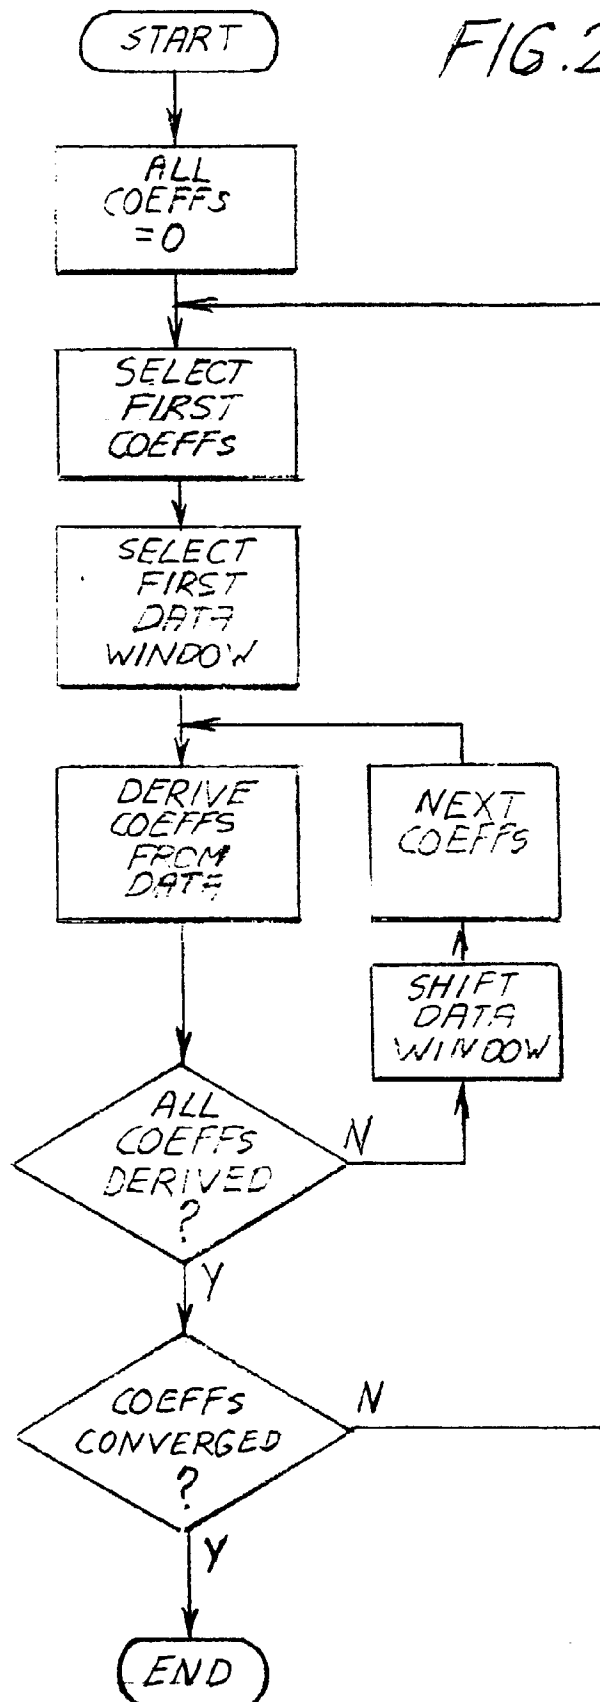 START
FIG.2
ALL
COEFFS
=0
SELECT
FIRST
COEFFS
SELECT
FIRST
DATA
WINDOW
DERIVE
COEFFS
FROM
DATA
NEXT
COEFFS
SHIFT
DATA
WINDOW
ALL
COEFFS
DERIVED
?
N
Y
COEFFS
CONVERGED
?
N
Y
END